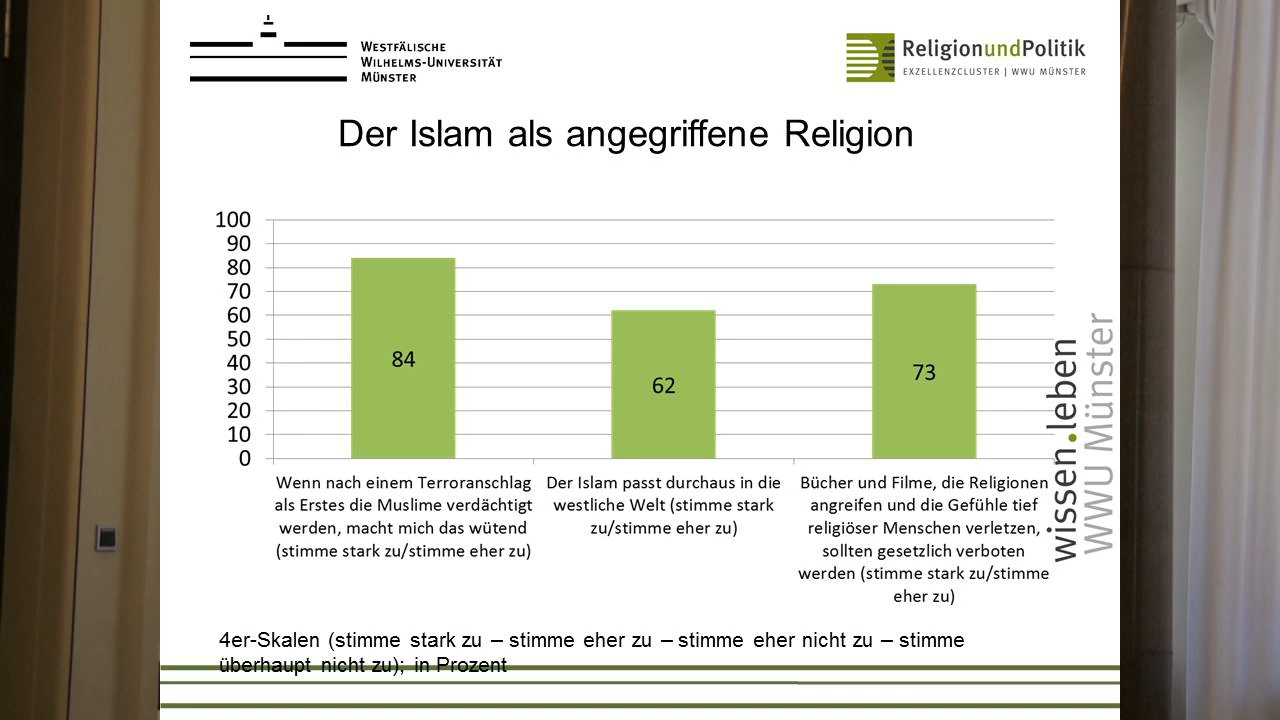 WESTFÄLISCHE
WILHELMS-UNIVERSITÄT
MÜNSTER
ReligionundPolitik
EXZELLENZCLUSTER | WWU MÜNSTER
Der Islam als angegriffene Religion
100
90
80
70
60
50
40
30
20
10
0
84
62
73
Wenn nach einem Terroranschlag
als Erstes die Muslime verdächtigt
werden, macht mich das wütend
(stimme stark zu/stimme eher zu)
Der Islam passt durchaus in die
westliche Welt (stimme stark
zu/stimme eher zu)
Bücher und Filme, die Religionen
angreifen und die Gefühle tief
religiöser Menschen verletzen,
sollten gesetzlich verboten
werden (stimme stark zu/stimme
eher zu)
wissen.leben
WWU Münster
4er-Skalen (stimme stark zu – stimme eher zu – stimme eher nicht zu – stimme
überhaupt nicht zu); in Prozent